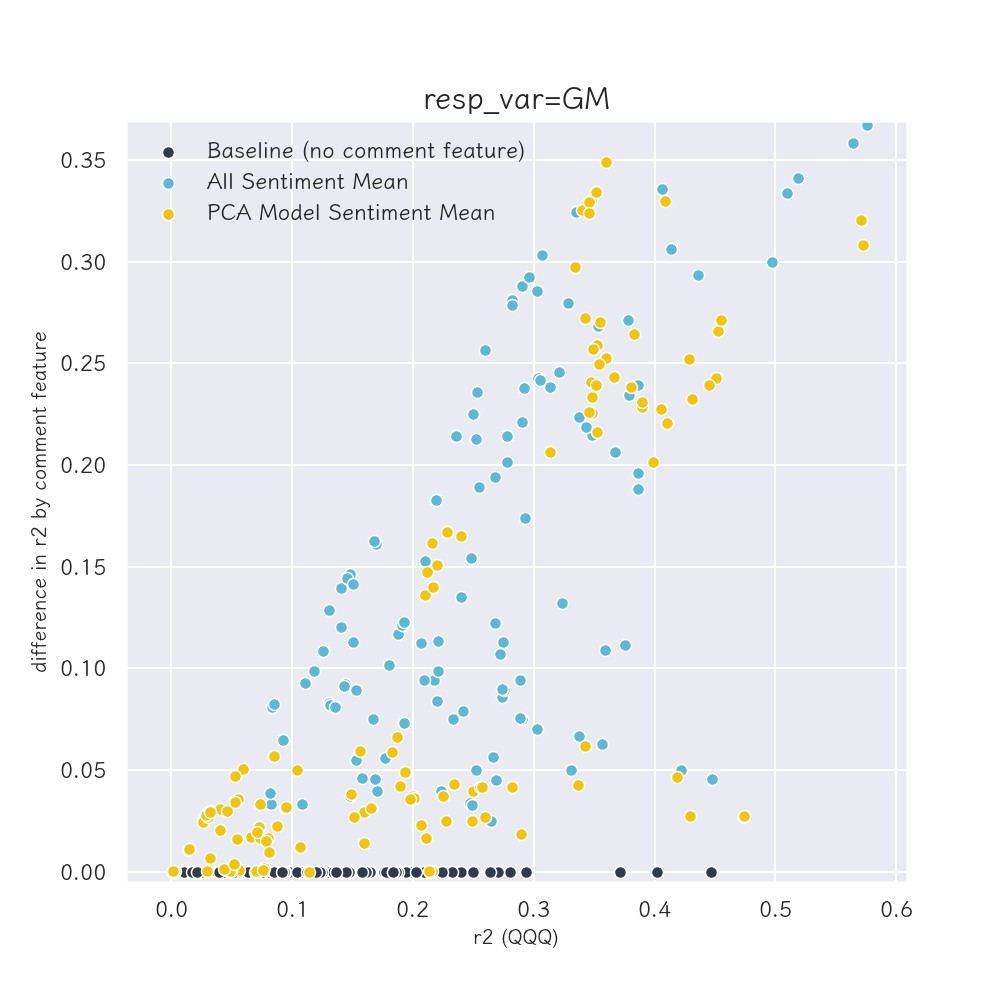 resp_var=GM
Baseline (no comment feature)
All Sentiment Mean
PCA Model Sentiment Mean
difference in r2 by comment feature
0.35
0.30
0.25
0.20
0.15
0.10
0.05
0.00
0.0 0.1 0.2 0.3 0.4 0.5 0.6
r2 (QQQ)